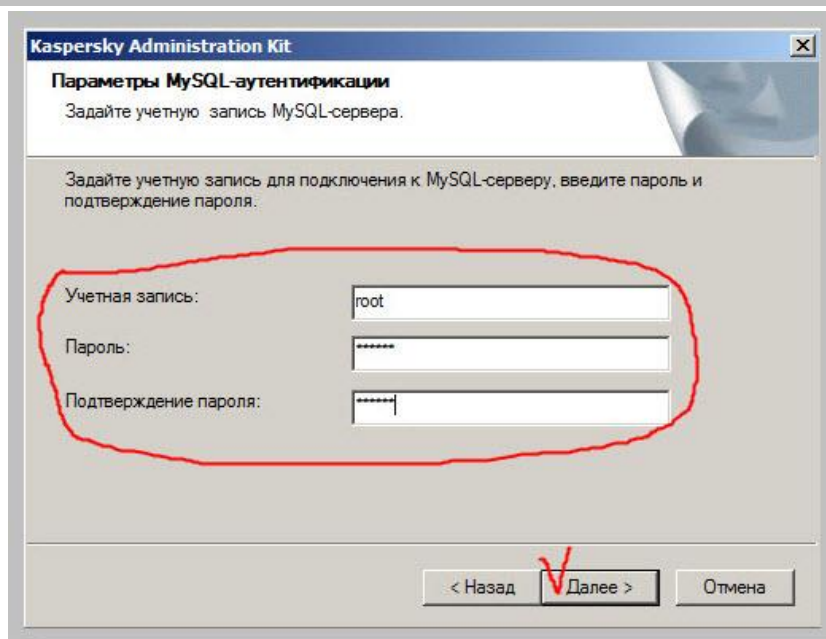 Kaspersky Administration Kit
Параметры MySQL-аутентификации
Задайте учетную запись MySQL-сервера.
Задайте учетную запись для подключения к MySQL-серверу, введите пароль и
подтверждение пароля.
Учетная запись:
root
Пароль:
******
Подтверждение пароля:
******
< Назад
Далее >
Отмена